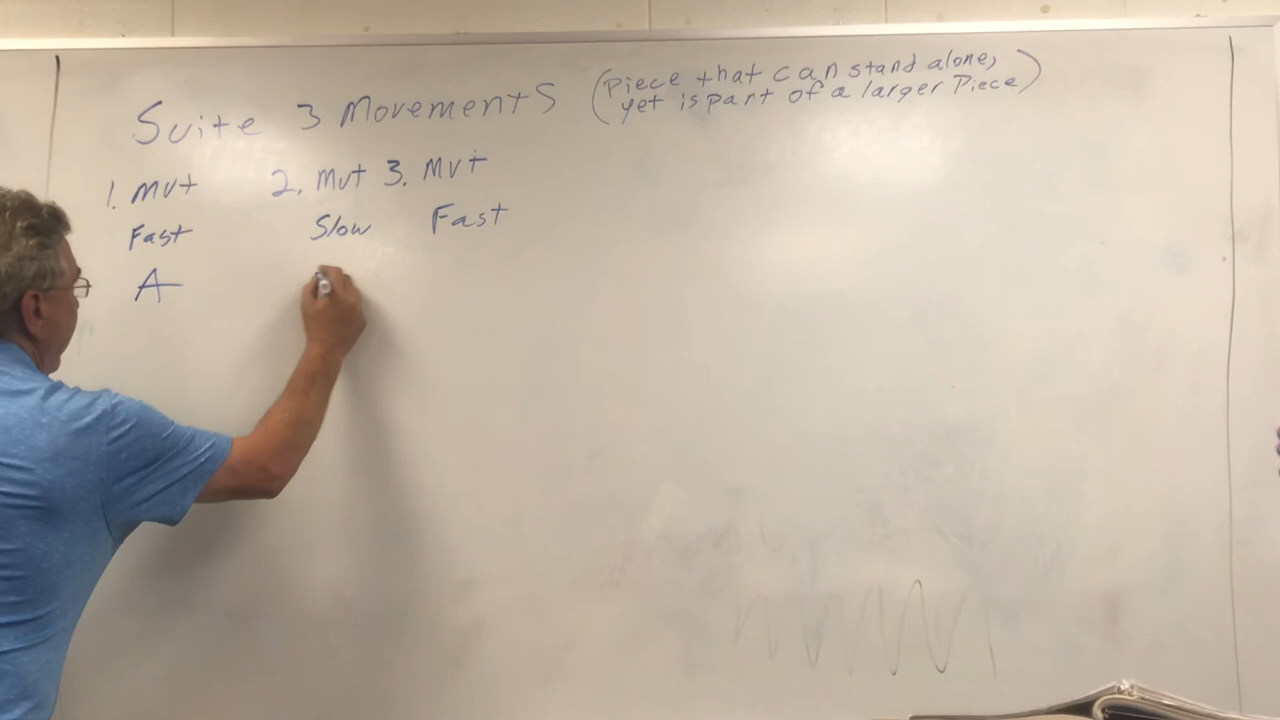 Suite 3 Movements (Piece that can stand alone,
yet is part of a larger Piece)
1. Mvt 2. Mvt 3. Mvt
Fast Slow Fast
A